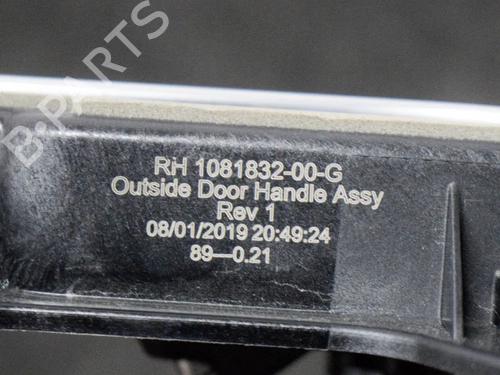 B-PARTS
RH 1081832-00-G
Outside Door Handle Assy
Rev 1
08/01/2019 20:49:24
89—0.21